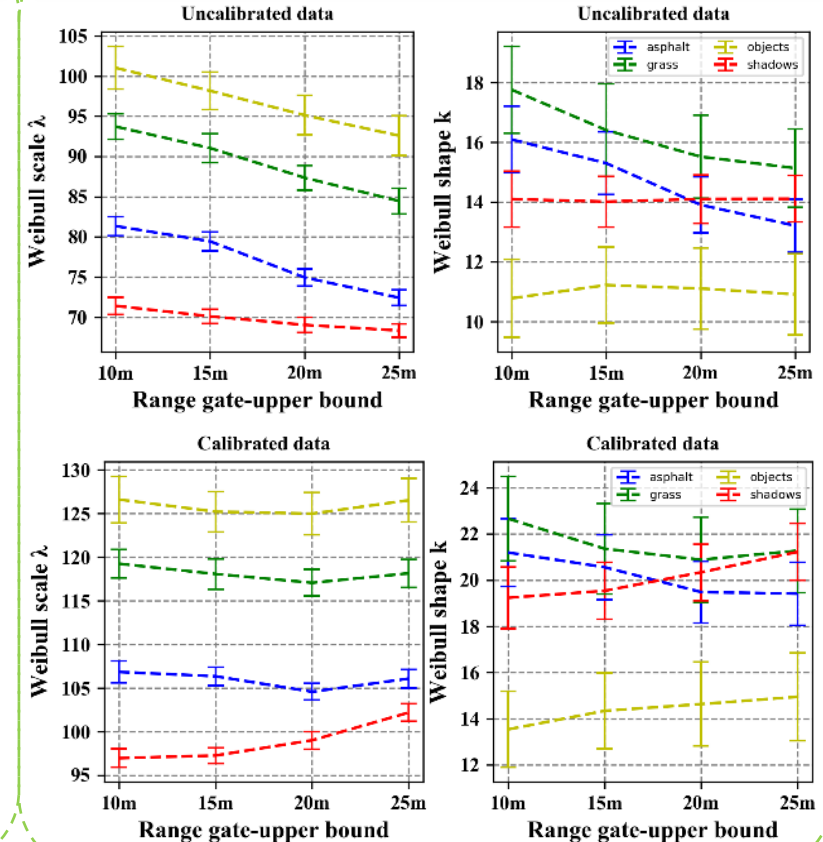 Uncalibrated data
105
100
95
90
85
80
75
70
Weibull scale λ
10m 15m 20m 25m
Range gate-upper bound
Uncalibrated data
asphalt objects
grass shadows
18
16
14
12
10
Weibull shape k
10m 15m 20m 25m
Range gate-upper bound
Calibrated data
130
125
120
115
110
105
100
95
Weibull scale λ
10m 15m 20m 25m
Range gate-upper bound
Calibrated data
asphalt objects
grass shadows
24
22
20
18
16
14
12
Weibull shape k
10m 15m 20m 25m
Range gate-upper bound